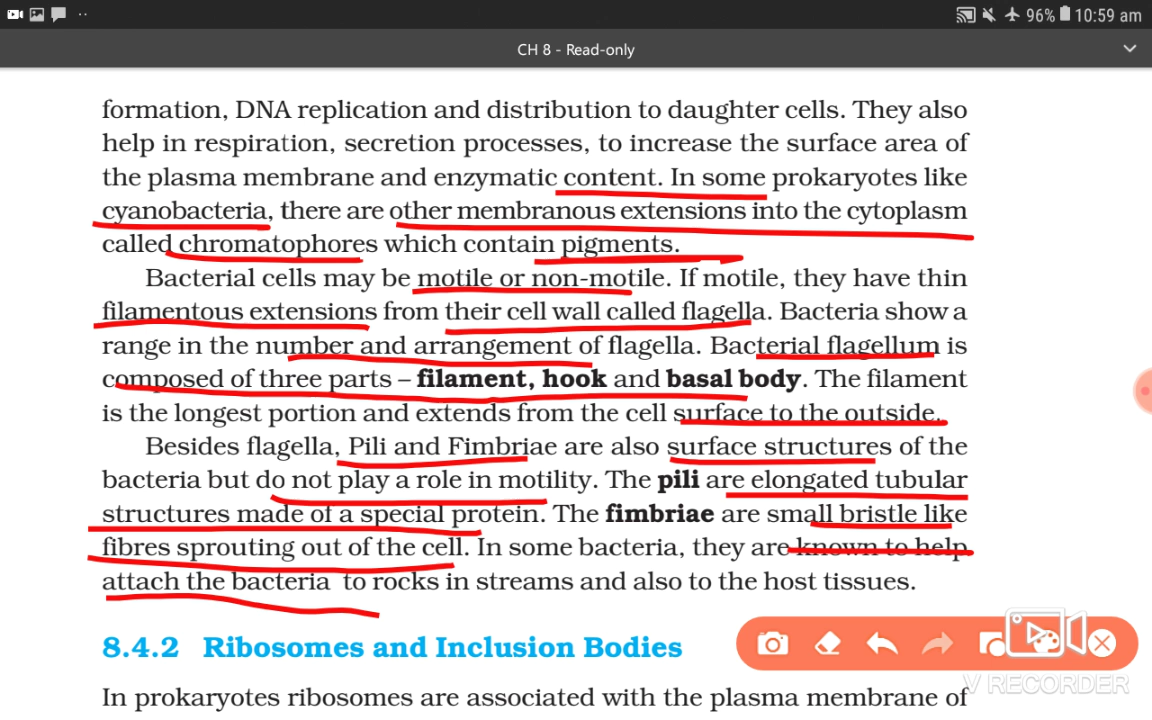 96% 10:59 am
CH 8 - Read-only
formation, DNA replication and distribution to daughter cells. They also
help in respiration, secretion processes, to increase the surface area of
the plasma membrane and enzymatic content. In some prokaryotes like
cyanobacteria, there are other membranous extensions into the cytoplasm
called chromatophores which contain pigments.
Bacterial cells may be motile or non-motile. If motile, they have thin
filamentous extensions from their cell wall called flagella. Bacteria show a
range in the number and arrangement of flagella. Bacterial flagellum is
composed of three parts – filament, hook and basal body. The filament
is the longest portion and extends from the cell surface to the outside.
Besides flagella, Pili and Fimbriae are also surface structures of the
bacteria but do not play a role in motility. The pili are elongated tubular
structures made of a special protein. The fimbriae are small bristle like
fibres sprouting out of the cell. In some bacteria, they are known to help
attach the bacteria to rocks in streams and also to the host tissues.
8.4.2 Ribosomes and Inclusion Bodies
V RECORDER
In prokaryotes ribosomes are associated with the plasma membrane of